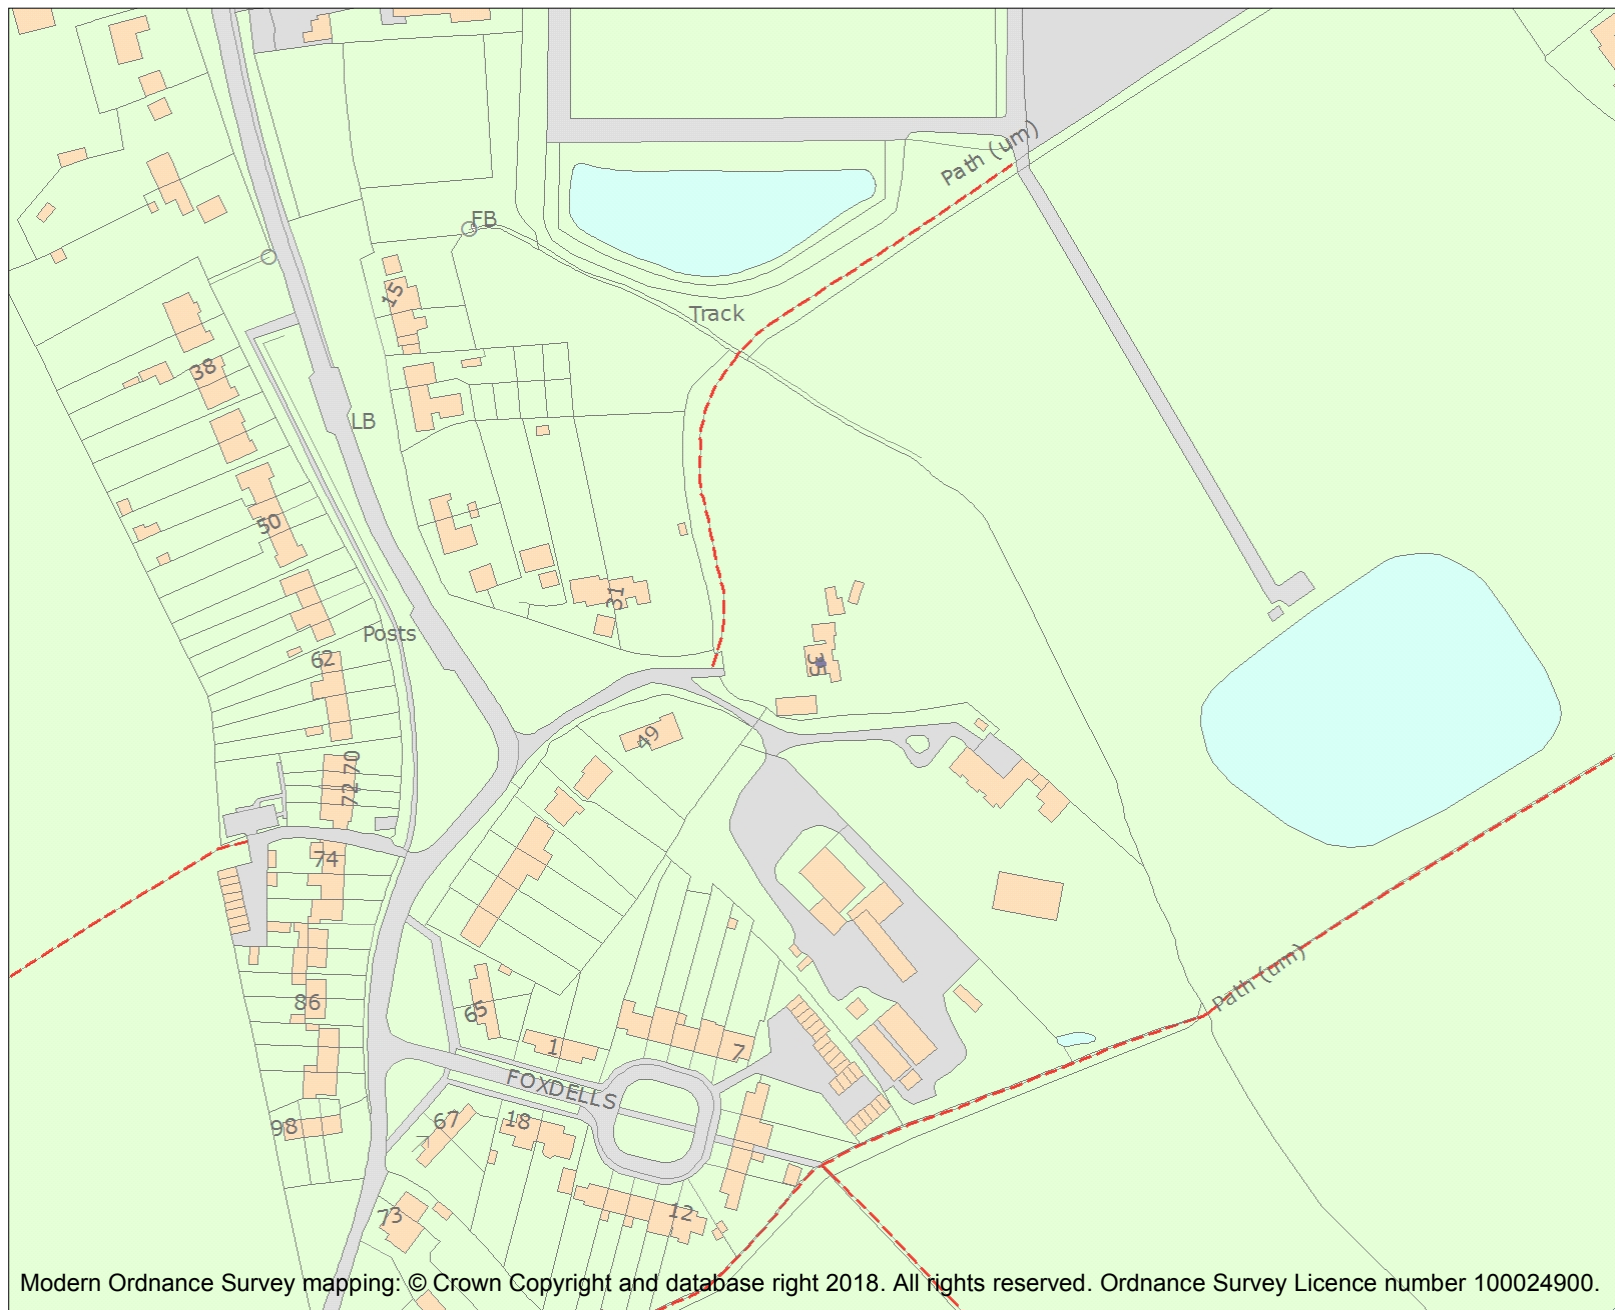 Path (um)
FB
15
Track
38
LB
50
31
Posts
62
35
49
70
72
74
Path (um)
86
65
1
7
FOXDELLS
67
18
98
73
12
Modern Ordnance Survey mapping: © Crown Copyright and database right 2018. All rights reserved. Ordnance Survey Licence number 100024900.